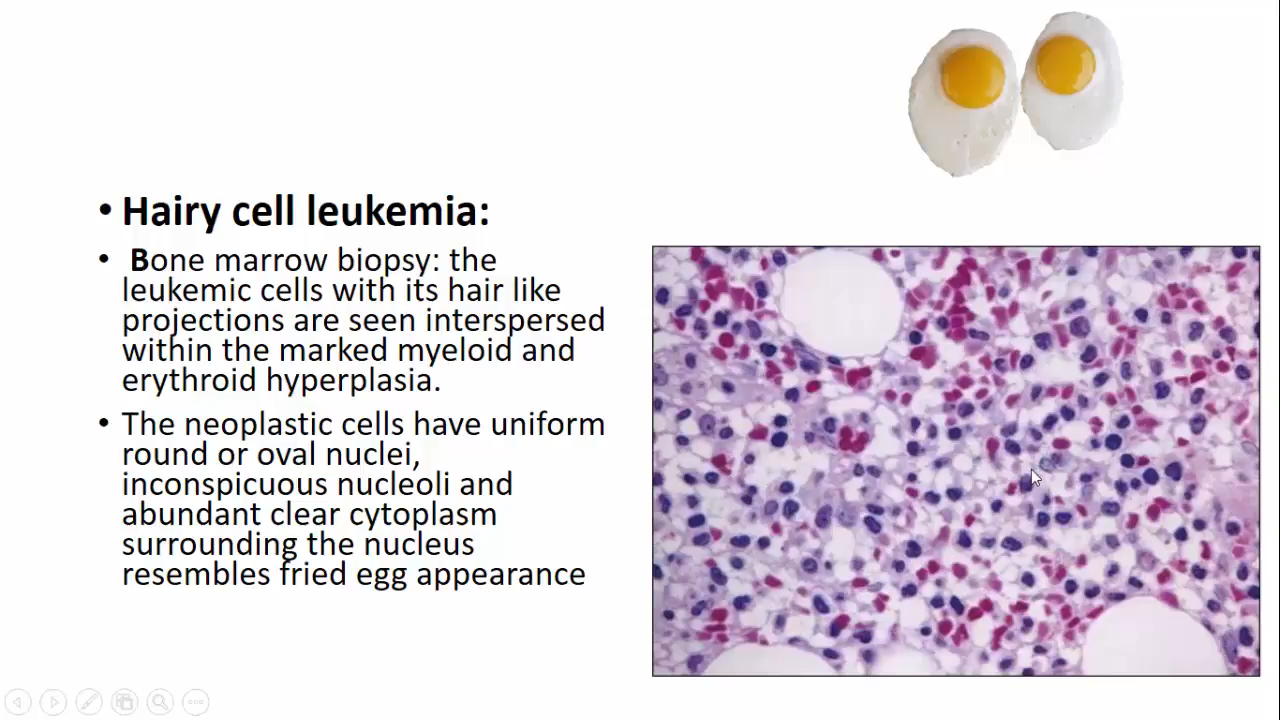 • Hairy cell leukemia:
• Bone marrow biopsy: the
leukemic cells with its hair like
projections are seen interspersed
within the marked myeloid and
erythroid hyperplasia.
• The neoplastic cells have uniform
round or oval nuclei,
inconspicuous nucleoli and
abundant clear cytoplasm
surrounding the nucleus
resembles fried egg appearance